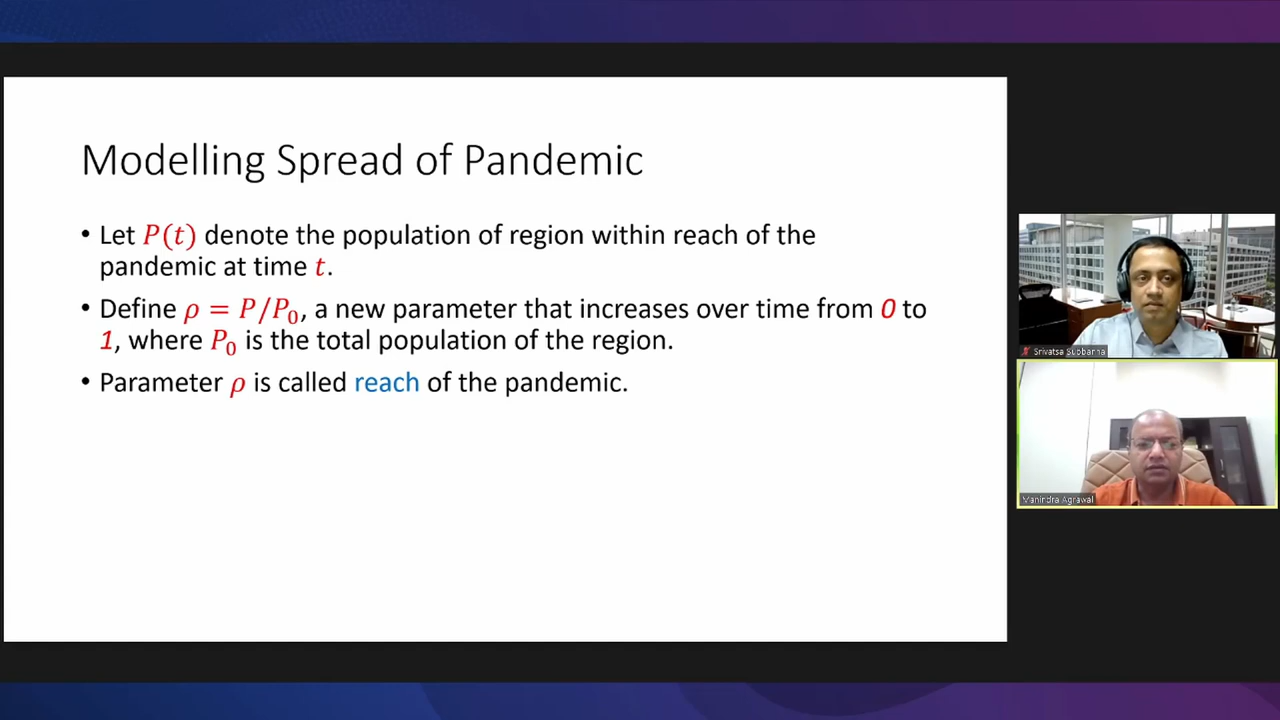 Modelling Spread of Pandemic
• Let P(t) denote the population of region within reach of the
pandemic at time t.
• Define ρ = P/P₀, a new parameter that increases over time from 0 to
1, where P₀ is the total population of the region.
• Parameter ρ is called reach of the pandemic.
Srivatsa Subbanna
Manindra Agrawal